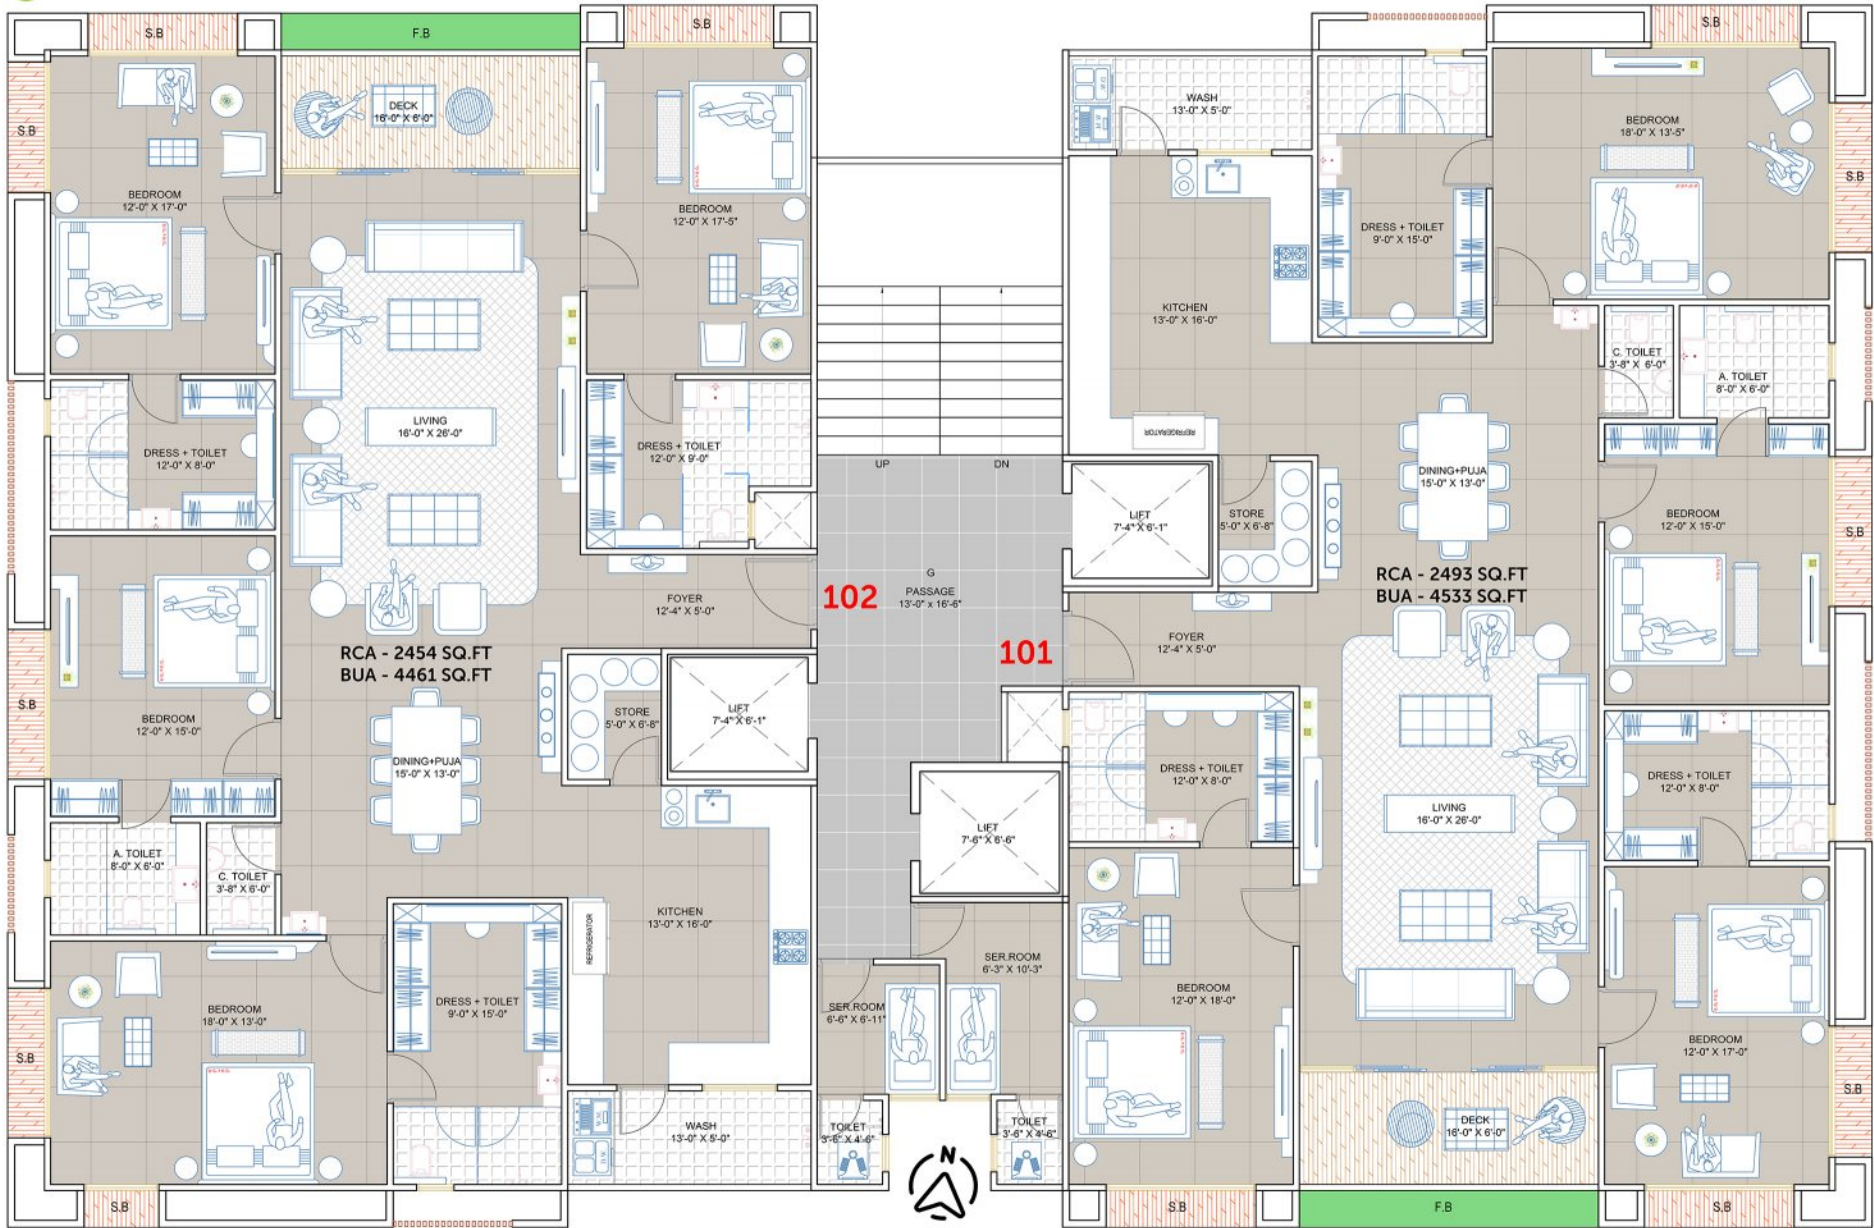 S.B
F.B
S.B
S.B
DECK
16'-0" X 6'-0"
WASH
13'-0" X 5'-0"
BEDROOM
18'-0" X 13'-5"
S.B
S.B
BEDROOM
12'-0" X 17'-0"
BEDROOM
12'-0" X 17'-5"
DRESS + TOILET
9'-0" X 15'-0"
KITCHEN
13'-0" X 16'-0"
C. TOILET
3'-8" X 6'-0"
A. TOILET
8'-0" X 6'-0"
LIVING
16'-0" X 26'-0"
REFRIGERATOR
DRESS + TOILET
12'-0" X 8'-0"
DRESS + TOILET
12'-0" X 9'-0"
UP
DN
DINING+PUJA
15'-0" X 13'-0"
LIFT
7'-4" X 6'-1"
STORE
5'-0" X 6'-8"
BEDROOM
12'-0" X 15'-0"
S.B
RCA - 2493 SQ.FT
BUA - 4533 SQ.FT
G
PASSAGE
13'-0" x 16'-6"
102
FOYER
12'-4" X 5'-0"
101
FOYER
12'-4" X 5'-0"
RCA - 2454 SQ.FT
BUA - 4461 SQ.FT
S.B
BEDROOM
12'-0" X 15'-0"
STORE
5'-0" X 6'-8"
LIFT
7'-4" X 6'-1"
DINING+PUJA
15'-0" X 13'-0"
DRESS + TOILET
12'-0" X 8'-0"
DRESS + TOILET
12'-0" X 8'-0"
LIVING
16'-0" X 26'-0"
LIFT
7'-6" X 6'-6"
A. TOILET
8'-0" X 6'-0"
C. TOILET
3'-8" X 6'-0"
KITCHEN
13'-0" X 16'-0"
REFRIGERATOR
SER.ROOM
6'-3" X 10'-3"
BEDROOM
12'-0" X 18'-0"
BEDROOM
18'-0" X 13'-0"
DRESS + TOILET
9'-0" X 15'-0"
SER.ROOM
6'-6" X 6'-11"
S.B
BEDROOM
12'-0" X 17'-0"
S.B
WASH
13'-0" X 5'-0"
TOILET
3'-6" X 4'-6"
TOILET
3'-6" X 4'-6"
DECK
16'-0" X 6'-0"
N
S.B
S.B
F.B
S.B